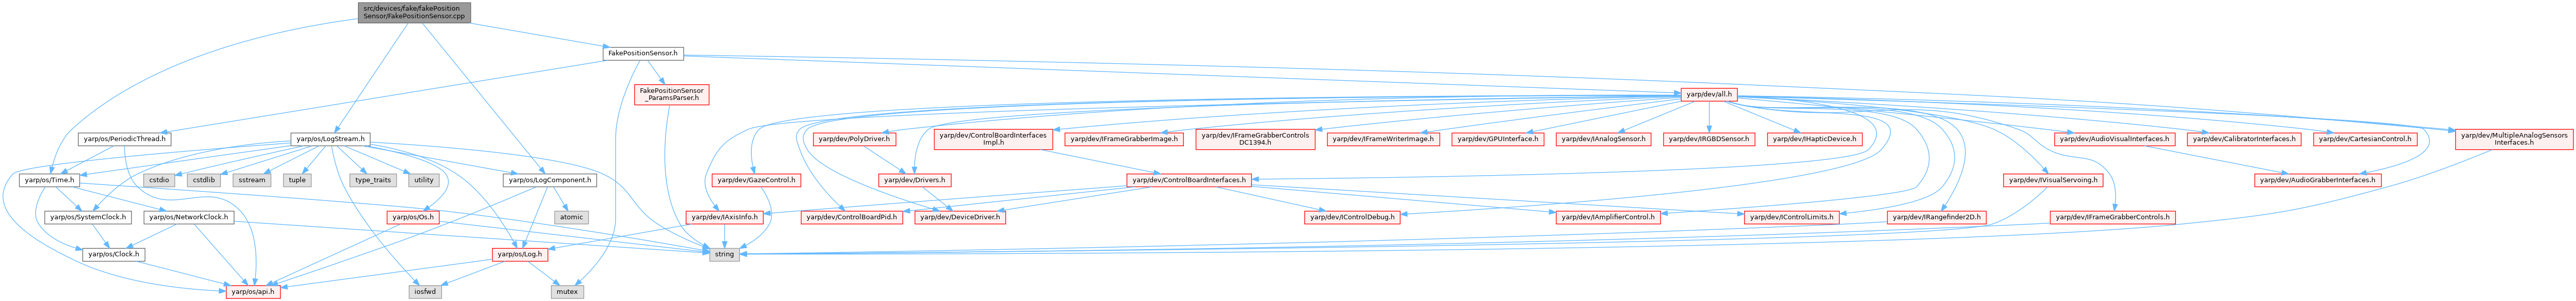 src/devices/fake/fakePosition
Sensor/FakePositionSensor.cpp
FakePositionSensor.h
FakePositionSensor
_ParamsParser.h
yarp/dev/all.h
yarp/os/PeriodicThread.h
yarp/os/LogStream.h
yarp/dev/PolyDriver.h
yarp/dev/ControlBoardInterfaces
Impl.h
yarp/dev/IFrameGrabberImage.h
yarp/dev/IFrameGrabberControls
DC1394.h
yarp/dev/IFrameWriterImage.h
yarp/dev/GPUInterface.h
yarp/dev/IAnalogSensor.h
yarp/dev/IRGBDSensor.h
yarp/dev/IHapticDevice.h
yarp/dev/AudioVisualInterfaces.h
yarp/dev/CalibratorInterfaces.h
yarp/dev/CartesianControl.h
yarp/dev/MultipleAnalogSensors
Interfaces.h
yarp/os/Time.h
cstdio
cstdlib
sstream
tuple
type_traits
utility
yarp/os/LogComponent.h
yarp/dev/GazeControl.h
yarp/dev/Drivers.h
yarp/dev/ControlBoardInterfaces.h
yarp/dev/IVisualServoing.h
yarp/dev/AudioGrabberInterfaces.h
yarp/os/SystemClock.h
yarp/os/NetworkClock.h
yarp/os/Os.h
atomic
yarp/dev/IAxisInfo.h
yarp/dev/ControlBoardPid.h
yarp/dev/DeviceDriver.h
yarp/dev/IControlDebug.h
yarp/dev/IAmplifierControl.h
yarp/dev/IControlLimits.h
yarp/dev/IRangefinder2D.h
yarp/dev/IFrameGrabberControls.h
yarp/os/Clock.h
yarp/os/Log.h
string
yarp/os/api.h
iosfwd
mutex